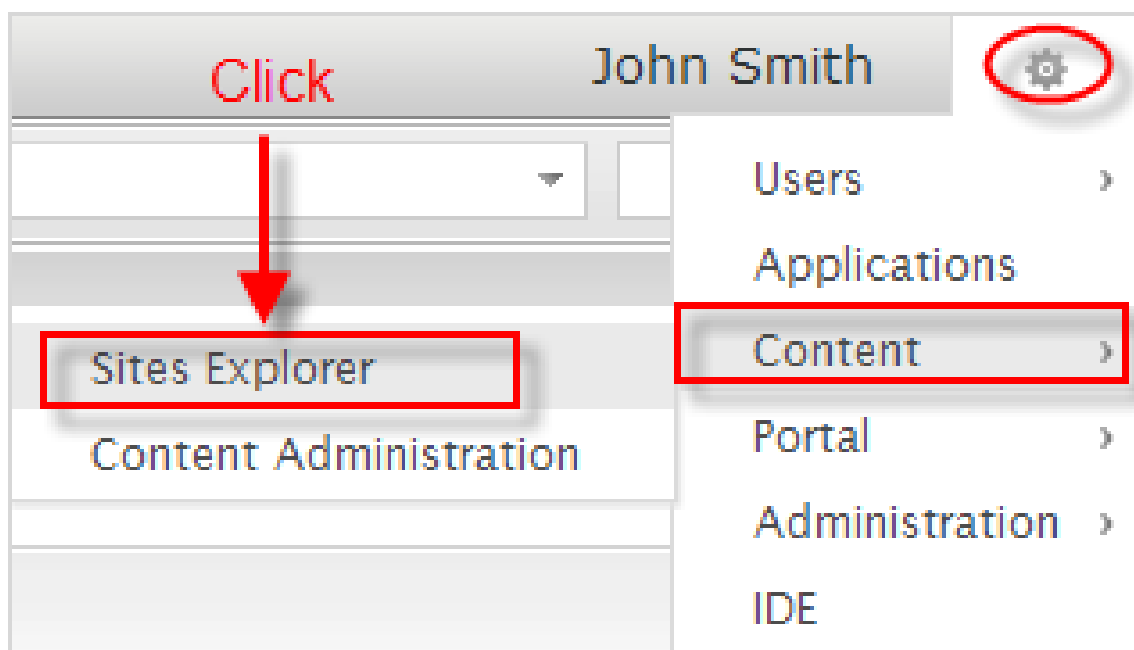 Click
John Smith
Users
Applications
Content
Portal
Administration
IDE
Sites Explorer
Content Administration